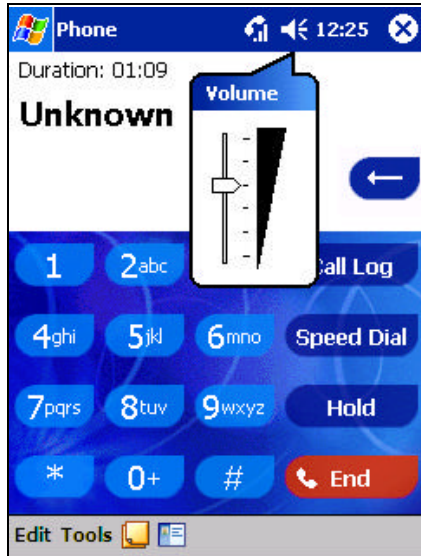 Phone 12:25
Duration: 01:09
Volume
Unknown
1 2abc all Log
4ghi 5jkl 6mno Speed Dial
7pqrs 8tuv 9wxyz Hold
* 0+ # End
Edit Tools